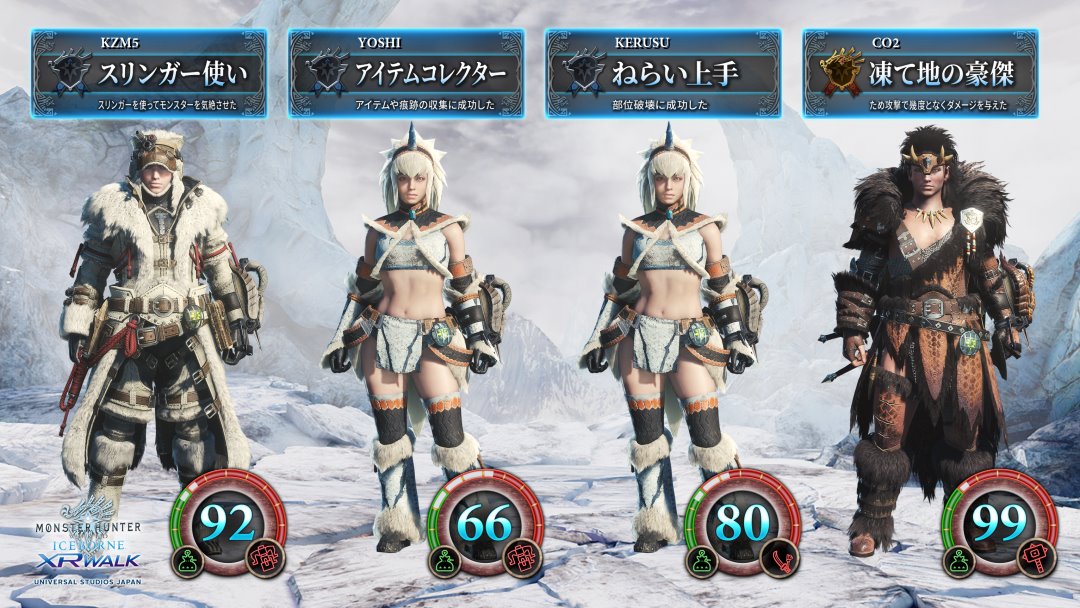 KZM5
スリンガー使い
スリンガーを使ってモンスターを気絶させた
YOSHI
アイテムコレクター
アイテムや痕跡の収集に成功した
KERUSU
ねらい上手
部位破壊に成功した
CO2
凍て地の豪傑
ため攻撃で幾度となくダメージを与えた
92
66
80
99
MONSTER HUNTER
ICEBORNE
XR WALK
UNIVERSAL STUDIOS JAPAN